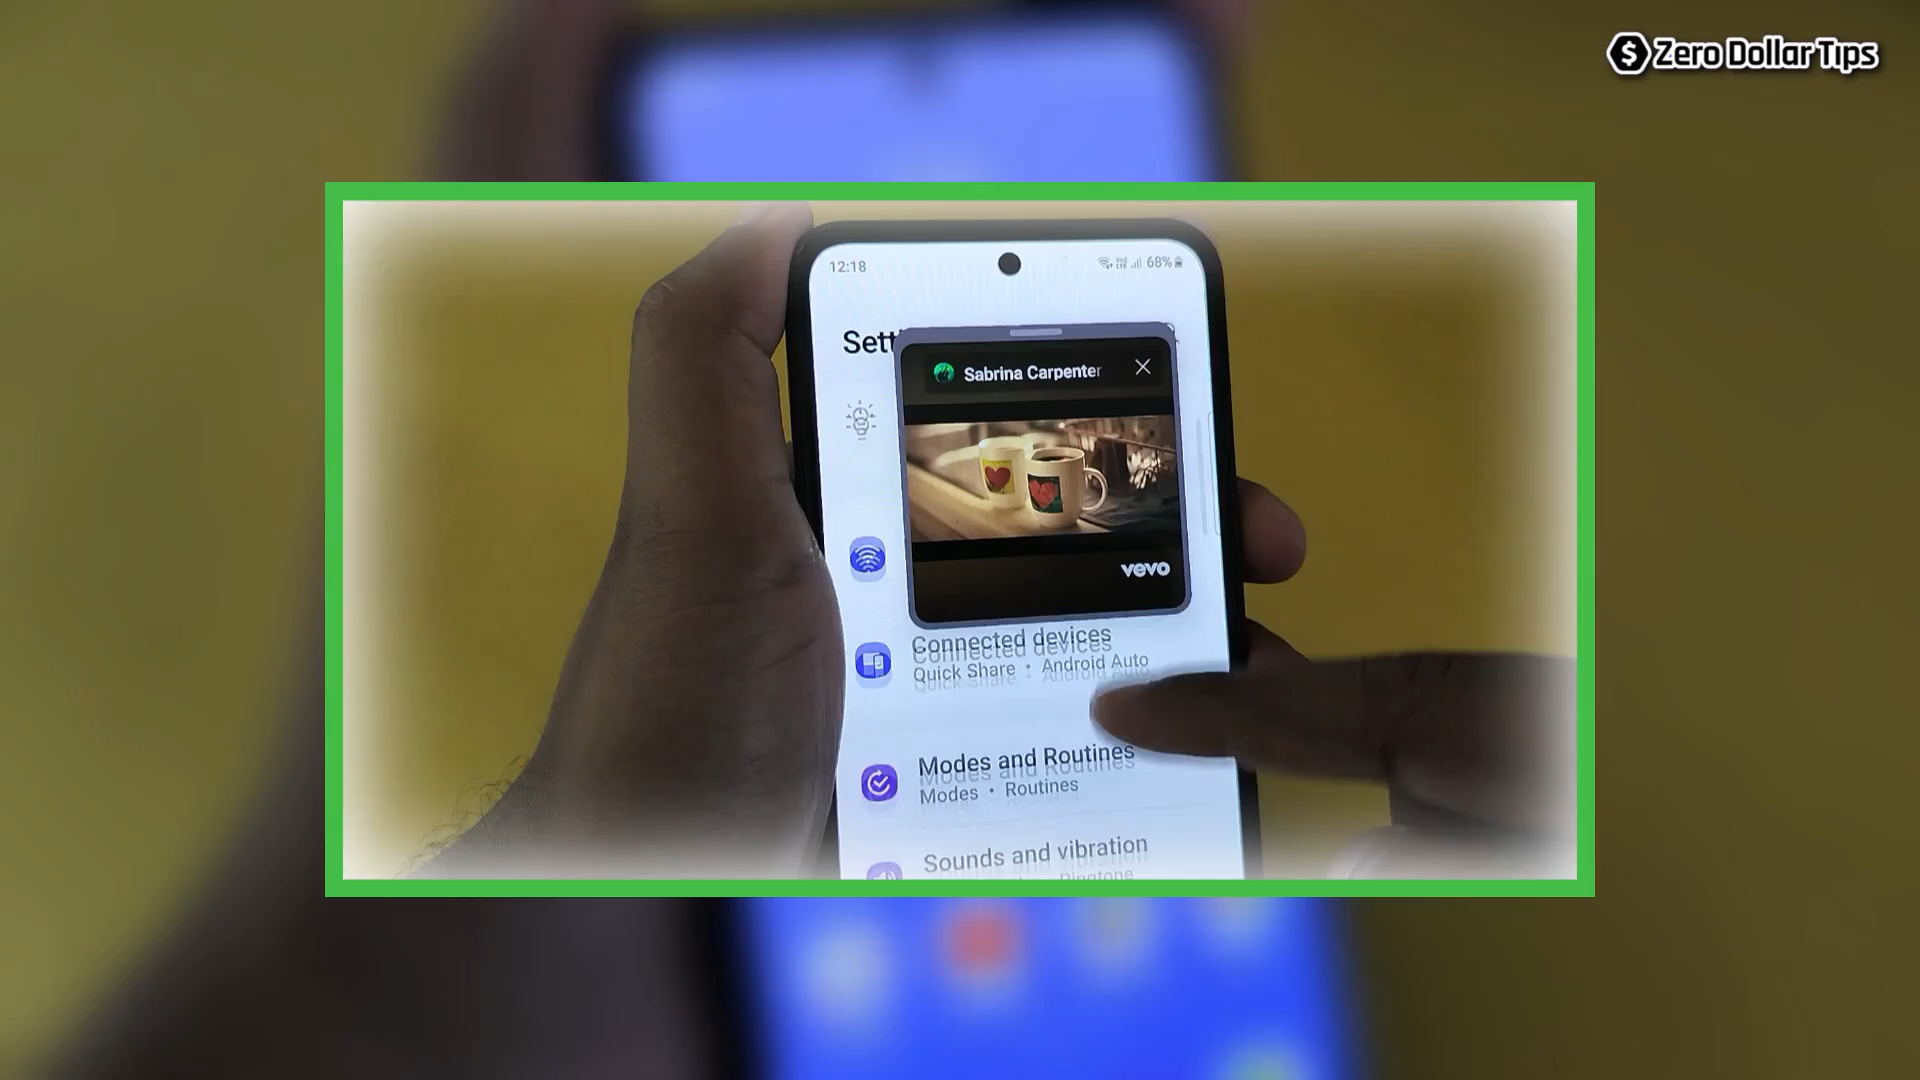 Zero Dollar Tips
12:18
68%
Sett
Sabrina Carpenter
vevo
Connected devices
Quick Share • Android Auto
Modes and Routines
Modes • Routines
Sounds and vibration
Ringtone